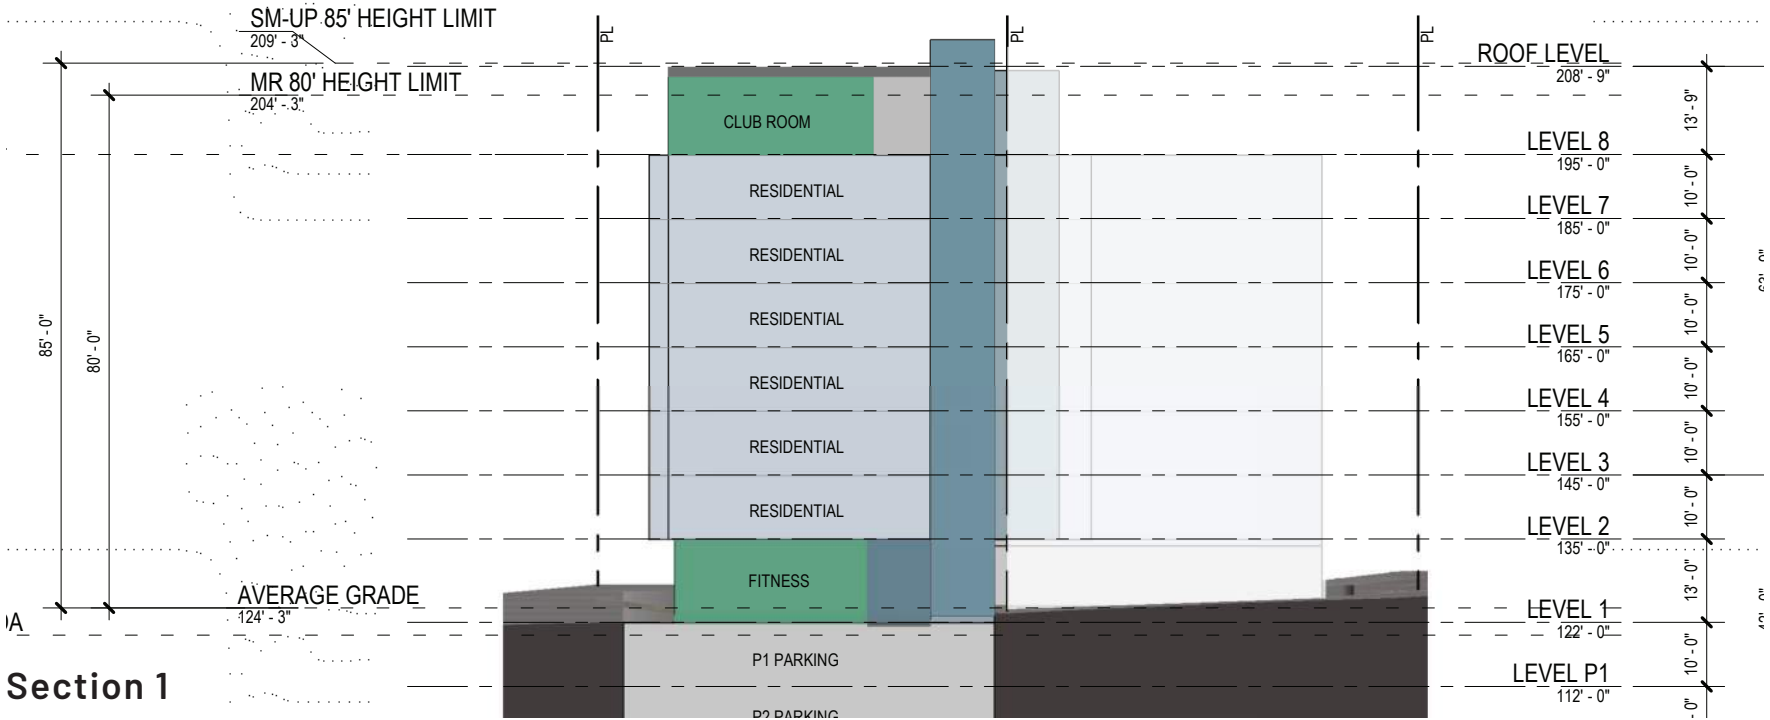 SM-UP 85' HEIGHT LIMIT
209' - 3"
MR 80' HEIGHT LIMIT
204' - 3"
PL
PL
PL
ROOF LEVEL
208' - 9"
13' - 9"
CLUB ROOM
LEVEL 8
195' - 0"
10' - 0"
RESIDENTIAL
LEVEL 7
185' - 0"
10' - 0"
RESIDENTIAL
LEVEL 6
175' - 0"
10' - 0"
RESIDENTIAL
LEVEL 5
165' - 0"
10' - 0"
85' - 0"
80' - 0"
RESIDENTIAL
LEVEL 4
155' - 0"
10' - 0"
RESIDENTIAL
LEVEL 3
145' - 0"
10' - 0"
RESIDENTIAL
LEVEL 2
135' - 0"
13' - 0"
FITNESS
AVERAGE GRADE
124' - 3"
LEVEL 1
122' - 0"
10' - 0"
P1 PARKING
LEVEL P1
112' - 0"
Section 1
P2 PARKING